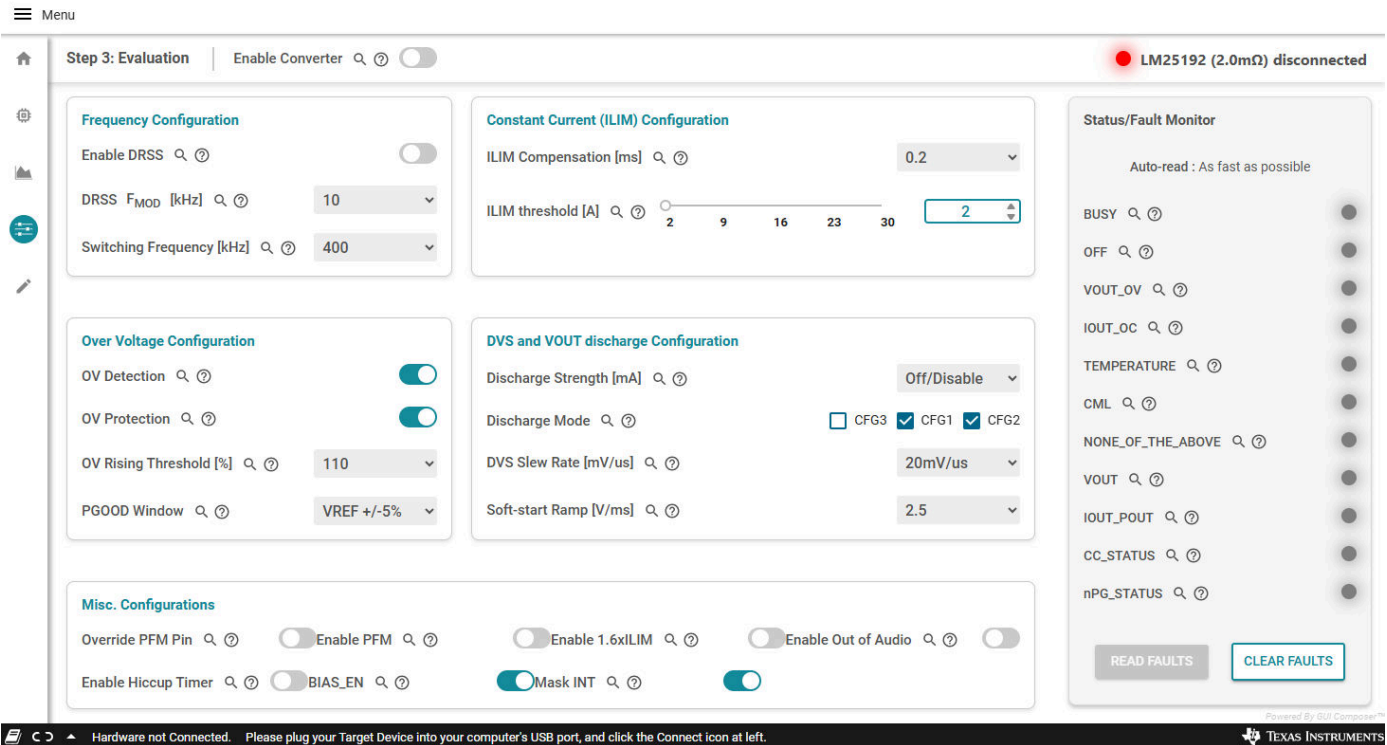 Menu
Step 3: Evaluation
Enable Converter
LM25192 (2.0mΩ) disconnected
Frequency Configuration
Enable DRSS
DRSS FMOD [kHz] 10
Switching Frequency [kHz] 400
Constant Current (ILIM) Configuration
ILIM Compensation [ms] 0.2
ILIM threshold [A] 2 9 16 23 30 2
Over Voltage Configuration
OV Detection
OV Protection
OV Rising Threshold [%] 110
PGOOD Window VREF +/-5%
DVS and VOUT discharge Configuration
Discharge Strength [mA] Off/Disable
Discharge Mode CFG3 CFG1 CFG2
DVS Slew Rate [mV/us] 20mV/us
Soft-start Ramp [V/ms] 2.5
Misc. Configurations
Override PFM Pin Enable PFM Enable 1.6xILIM Enable Out of Audio
Enable Hiccup Timer BIAS_EN Mask INT
Status/Fault Monitor
Auto-read : As fast as possible
BUSY
OFF
VOUT_OV
IOUT_OC
TEMPERATURE
CML
NONE_OF_THE_ABOVE
VOUT
IOUT_POUT
CC_STATUS
nPG_STATUS
READ FAULTS CLEAR FAULTS
Powered By GUI Composer™
Hardware not Connected. Please plug your Target Device into your computer's USB port, and click the Connect icon at left.
TEXAS INSTRUMENTS